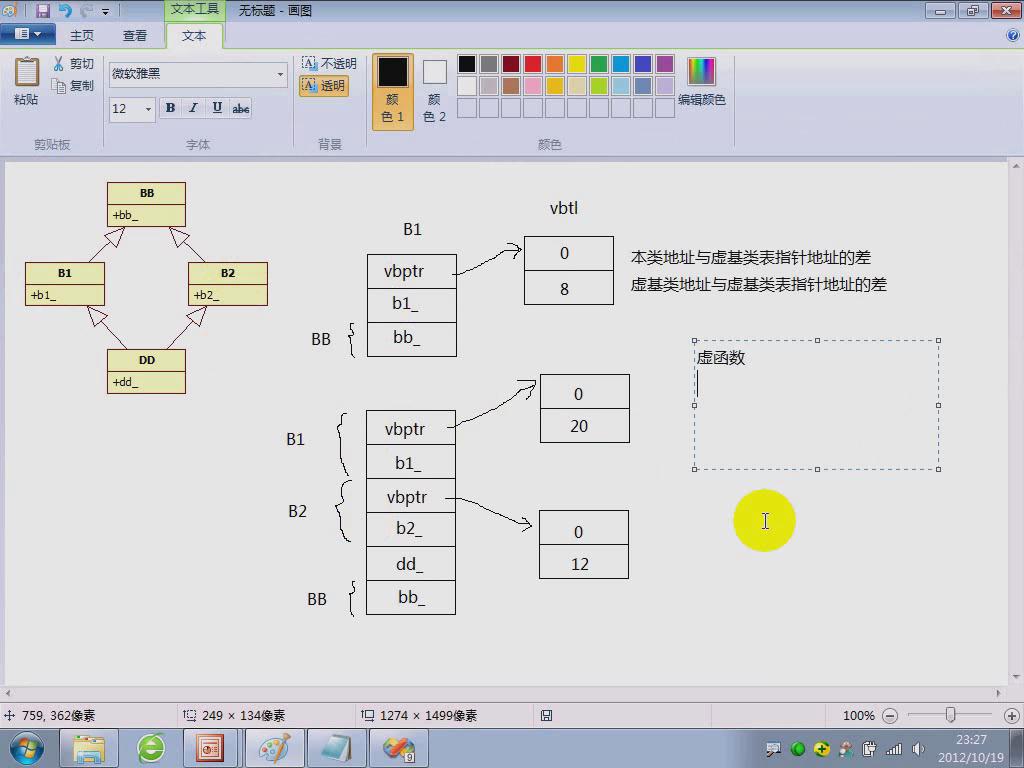 文本工具
无标题 - 画图
主页
查看
文本
粘贴
剪切
复制
剪贴板
微软雅黑
12
B I U abc
字体
不透明
透明
背景
颜色 1
颜色 2
编辑颜色
颜色
BB
+bb_
B1
+b1_
B2
+b2_
DD
+dd_
B1
vbptr
b1_
bb_
BB
vbtl
0
8
本类地址与虚基类表指针地址的差
虚基类地址与虚基类表指针地址的差
虚函数
B1
B2
BB
vbptr
b1_
vbptr
b2_
dd_
bb_
0
20
0
12
759, 362像素
249 × 134像素
1274 × 1499像素
100%
9
23:27
2012/10/19